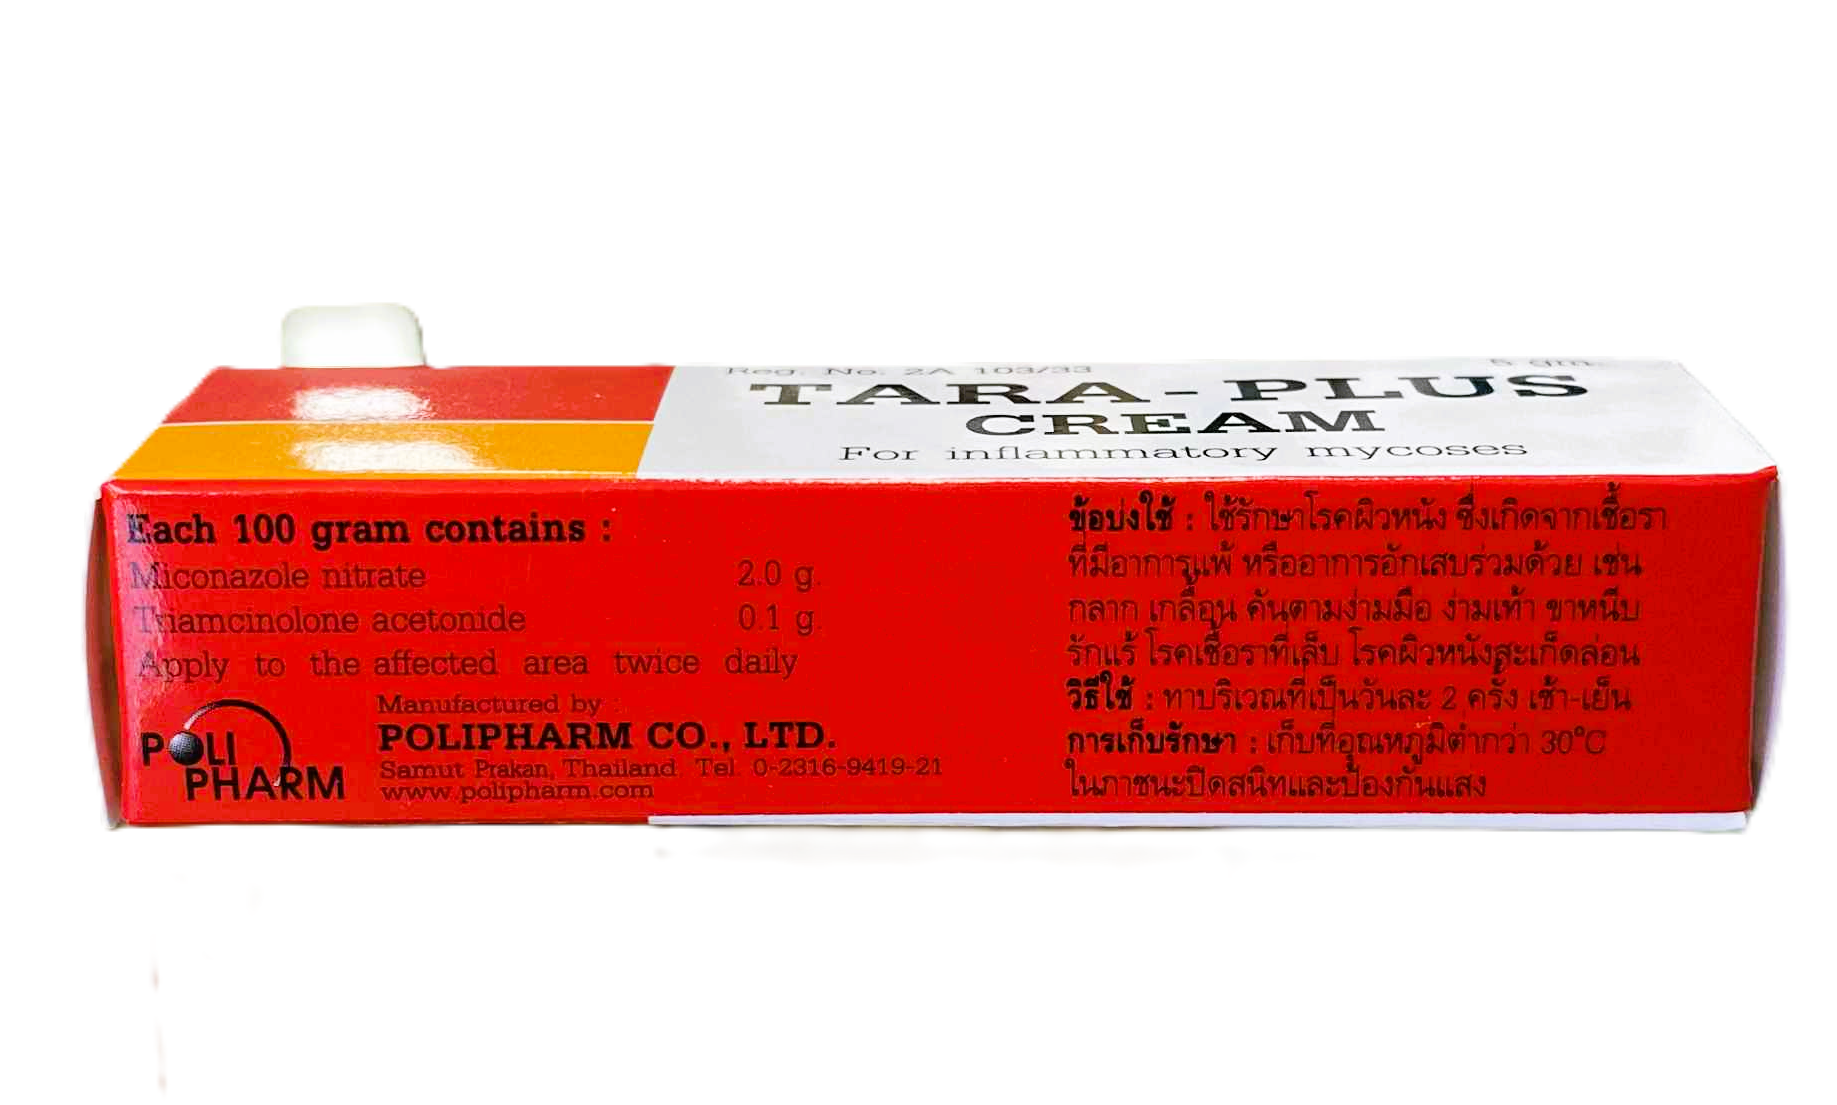 Reg. No. 2A 103/33
5 gm.
TARA-PLUS
CREAM
For inflammatory mycoses
Each 100 gram contains :
Miconazole nitrate 2.0 g
Triamcinolone acetonide 0.1 g
Apply to the affected area twice daily
POLI
PHARM
Manufactured by
POLIPHARM CO., LTD.
Samut Prakan, Thailand Tel. 0-2316-9419-21
www.polipharm.com
ข้อบ่งใช้ : ใช้รักษาโรคผิวหนัง ซึ่งเกิดจากเชื้อรา
ที่มีอาการแพ้ หรืออาการอักเสบร่วมด้วย เช่น
กลาก เกลื้อน คันตามง่ามมือ ง่ามเท้า ขาหนีบ
รักแร้ โรคเชื้อราที่เล็บ โรคผิวหนังสะเก็ดล่อน
วิธีใช้ : ทาบริเวณที่เป็นวันละ 2 ครั้ง เช้า-เย็น
การเก็บรักษา : เก็บที่อุณหภูมิต่ำกว่า 30°C
ในภาชนะปิดสนิทและป้องกันแสง